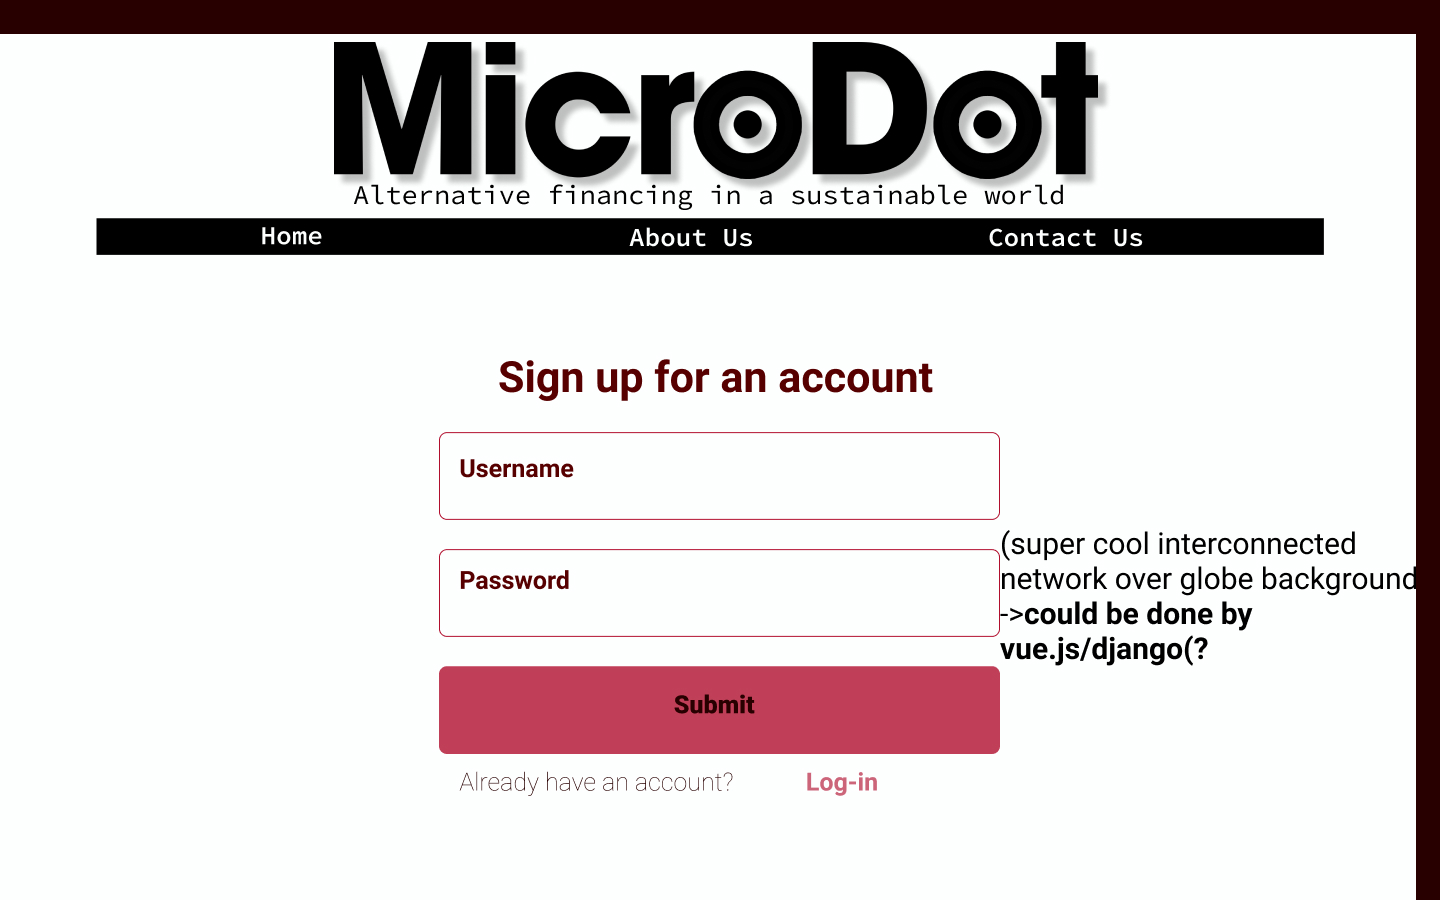 MicroDot
Alternative financing in a sustainable world
Home About Us Contact Us
Sign up for an account
Username
Password
(super cool interconnected
network over globe background
->could be done by
vue.js/django(?
Submit
Already have an account? Log-in